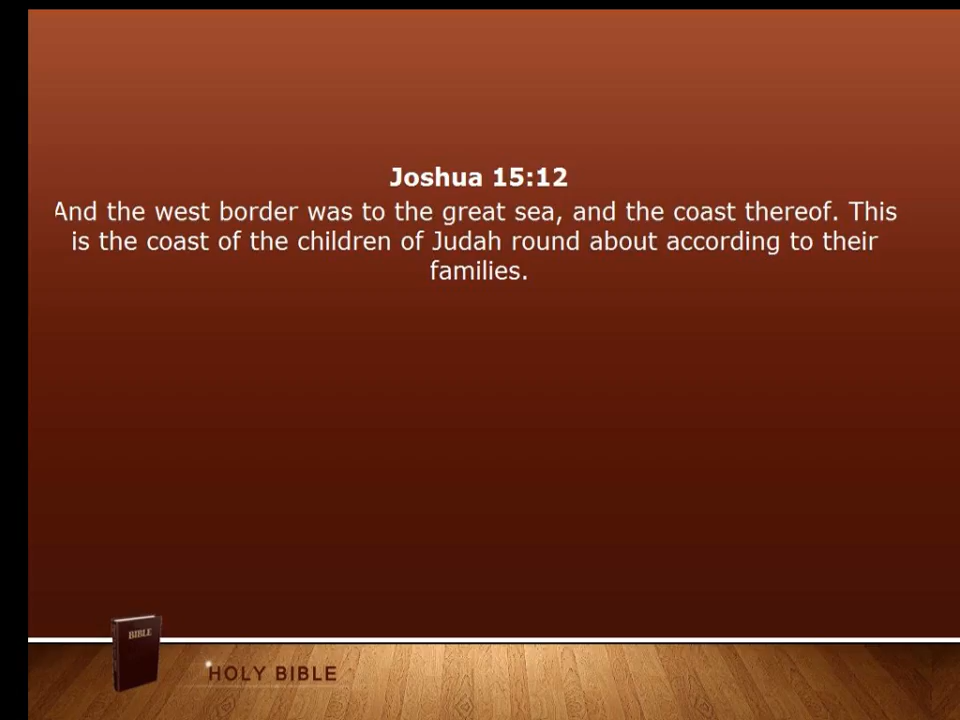 Joshua 15:12
And the west border was to the great sea, and the coast thereof. This
is the coast of the children of Judah round about according to their
families.
BIBLE
HOLY BIBLE